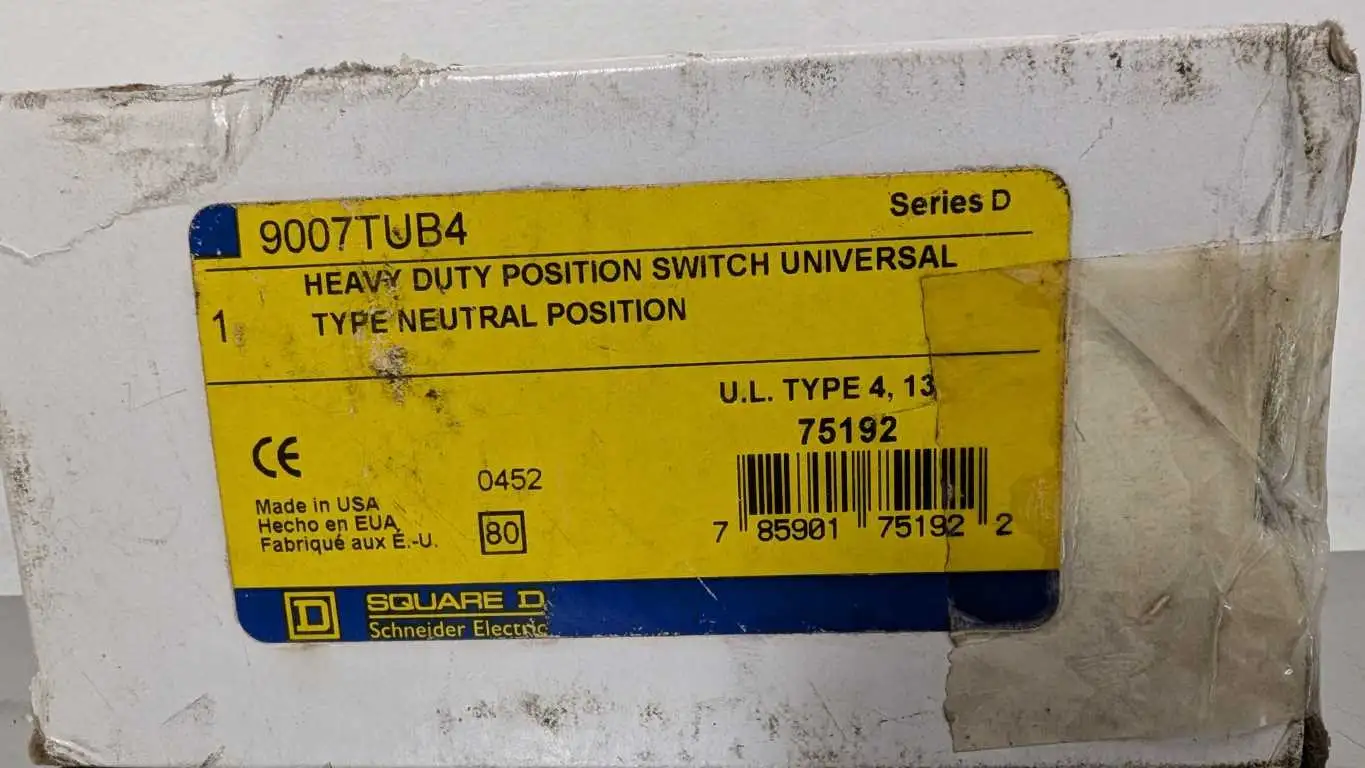 9007TUB4
Series D
HEAVY DUTY POSITION SWITCH UNIVERSAL
1
TYPE NEUTRAL POSITION
U.L. TYPE 4, 13
75192
CE
0452
Made in USA
Hecho en EUA
Fabriqué aux É.-U.
80
7 85901 75192 2
D
SQUARE D
Schneider Electric